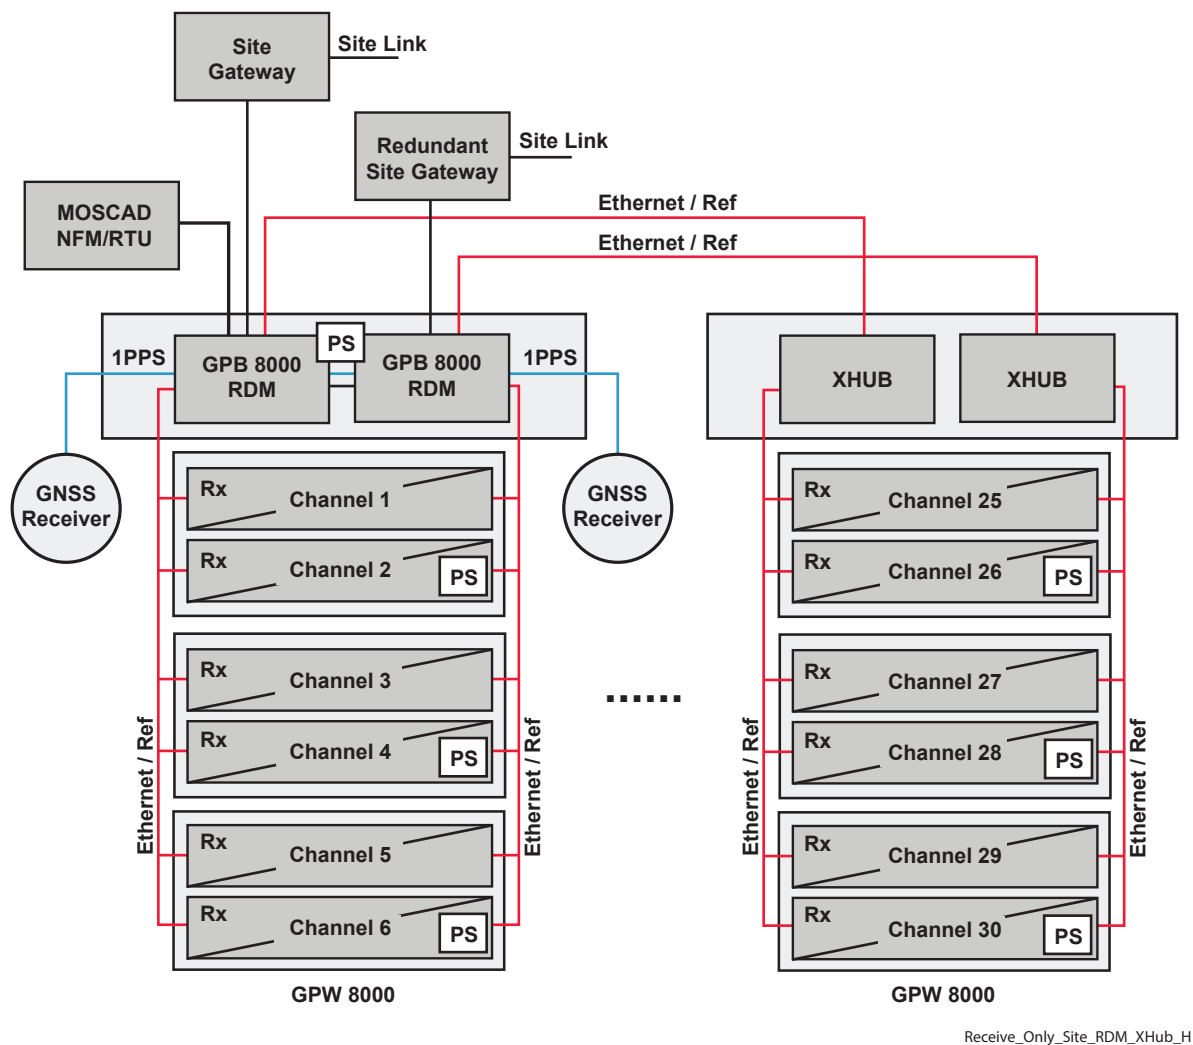 Site
Gateway
Site Link
Redundant
Site Gateway
Site Link
MOSCAD
NFM/RTU
Ethernet / Ref
Ethernet / Ref
1PPS
GPB 8000
RDM
PS
GPB 8000
RDM
1PPS
XHUB
XHUB
GNSS
Receiver
GNSS
Receiver
Rx
Channel 1
Rx
Channel 2
PS
Rx
Channel 3
Rx
Channel 4
PS
Rx
Channel 5
Rx
Channel 6
PS
Ethernet / Ref
Ethernet / Ref
GPW 8000
......
Rx
Channel 25
Rx
Channel 26
PS
Rx
Channel 27
Rx
Channel 28
PS
Rx
Channel 29
Rx
Channel 30
PS
Ethernet / Ref
Ethernet / Ref
GPW 8000
Receive_Only_Site_RDM_XHub_H